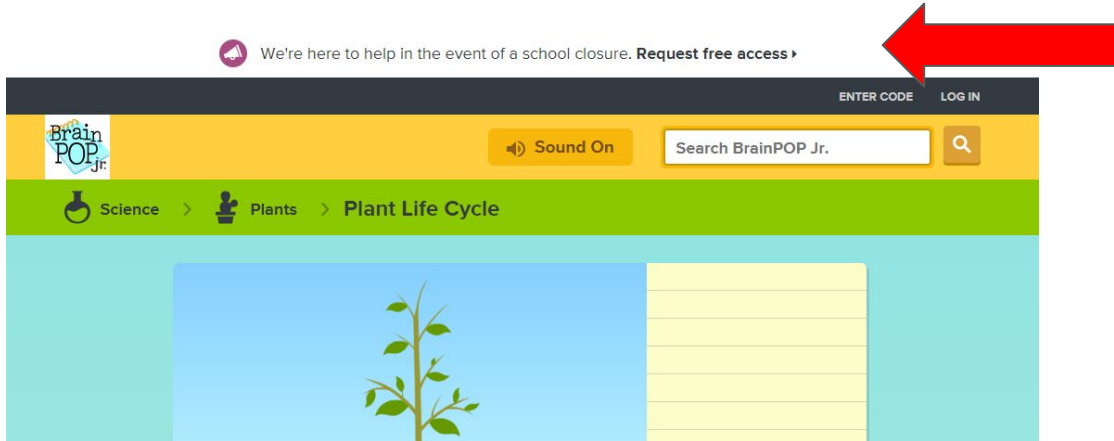 We're here to help in the event of a school closure. Request free access
ENTER CODE LOG IN
Brain
POP
jr.
Sound On
Search BrainPOP Jr.
Science > Plants > Plant Life Cycle